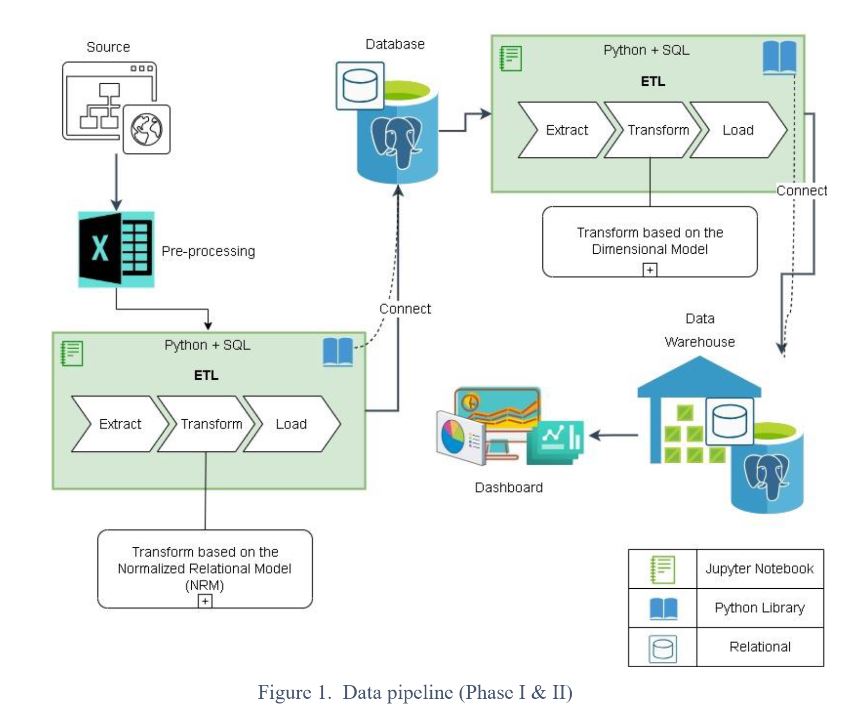 Source
Pre-processing
X
Python + SQL
ETL
Extract
Transform
Load
Transform based on the
Normalized Relational Model
(NRM)
+
Connect
Database
Python + SQL
ETL
Extract
Transform
Load
Transform based on the
Dimensional Model
+
Connect
Data
Warehouse
Dashboard
Jupyter Notebook
Python Library
Relational
Figure 1. Data pipeline (Phase I & II)